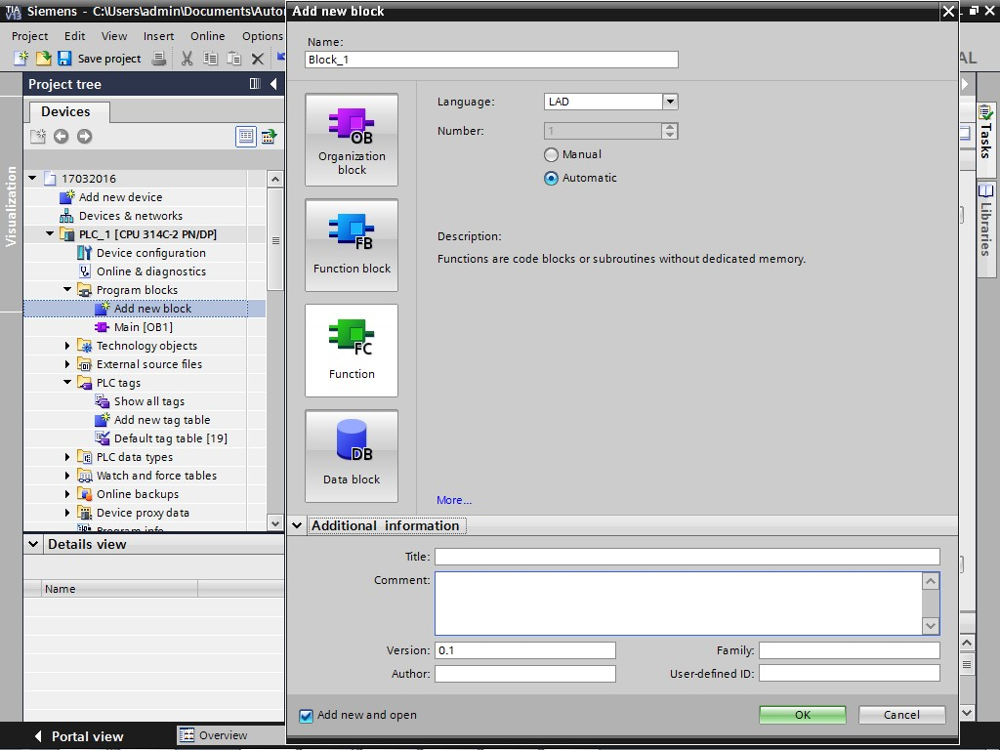 TIA V13 Siemens - C:\Users\admin\Documents\Auto
Add new block
Project Edit View Insert Online Options
Save project
AL
Project tree
Devices
Visualization
17032016
Add new device
Devices & networks
PLC_1 [CPU 314C-2 PN/DP]
Device configuration
Online & diagnostics
Program blocks
Add new block
Main [OB1]
Technology objects
External source files
PLC tags
Show all tags
Add new tag table
Default tag table [19]
PLC data types
Watch and force tables
Online backups
Device proxy data
Program info
Details view
Name
Portal view
Overview
Name:
Block_1
OB
Organization
block
FB
Function block
FC
Function
DB
Data block
Language: LAD
Number: 1
Manual
Automatic
Description:
Functions are code blocks or subroutines without dedicated memory.
More...
Additional information
Title:
Comment:
Version: 0.1
Family:
Author:
User-defined ID:
Add new and open
OK
Cancel
Tasks
Libraries